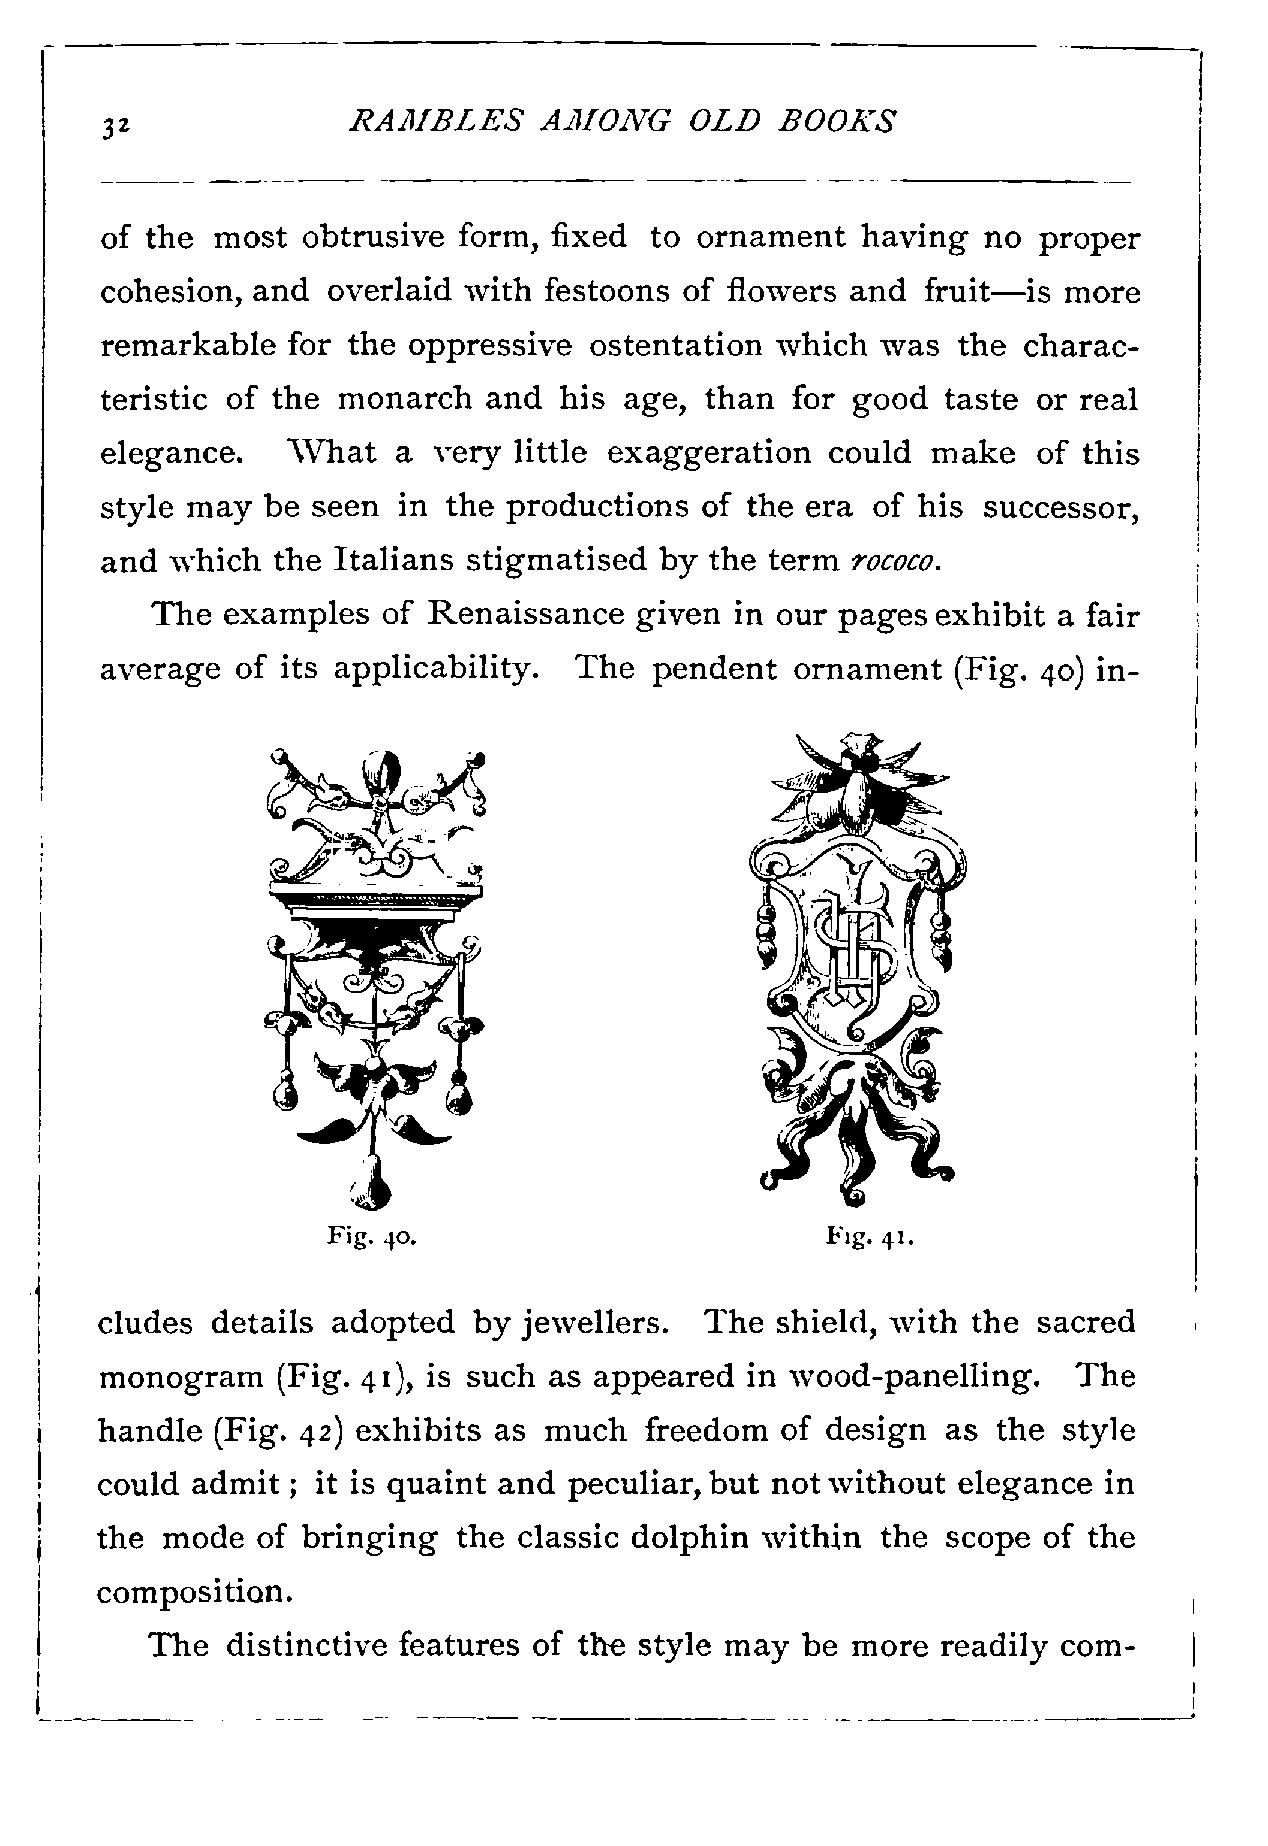 32 RAMBLES AMONG OLD BOOKS
of the most obtrusive form, fixed to ornament having no proper
cohesion, and overlaid with festoons of flowers and fruit—is more
remarkable for the oppressive ostentation which was the charac-
teristic of the monarch and his age, than for good taste or real
elegance. What a very little exaggeration could make of this
style may be seen in the productions of the era of his successor,
and which the Italians stigmatised by the term rococo.
The examples of Renaissance given in our pages exhibit a fair
average of its applicability. The pendent ornament (Fig. 40) in-
IHS
Fig. 40. Fig. 41.
cludes details adopted by jewellers. The shield, with the sacred
monogram (Fig. 41), is such as appeared in wood-panelling. The
handle (Fig. 42) exhibits as much freedom of design as the style
could admit ; it is quaint and peculiar, but not without elegance in
the mode of bringing the classic dolphin within the scope of the
composition.
The distinctive features of the style may be more readily com-